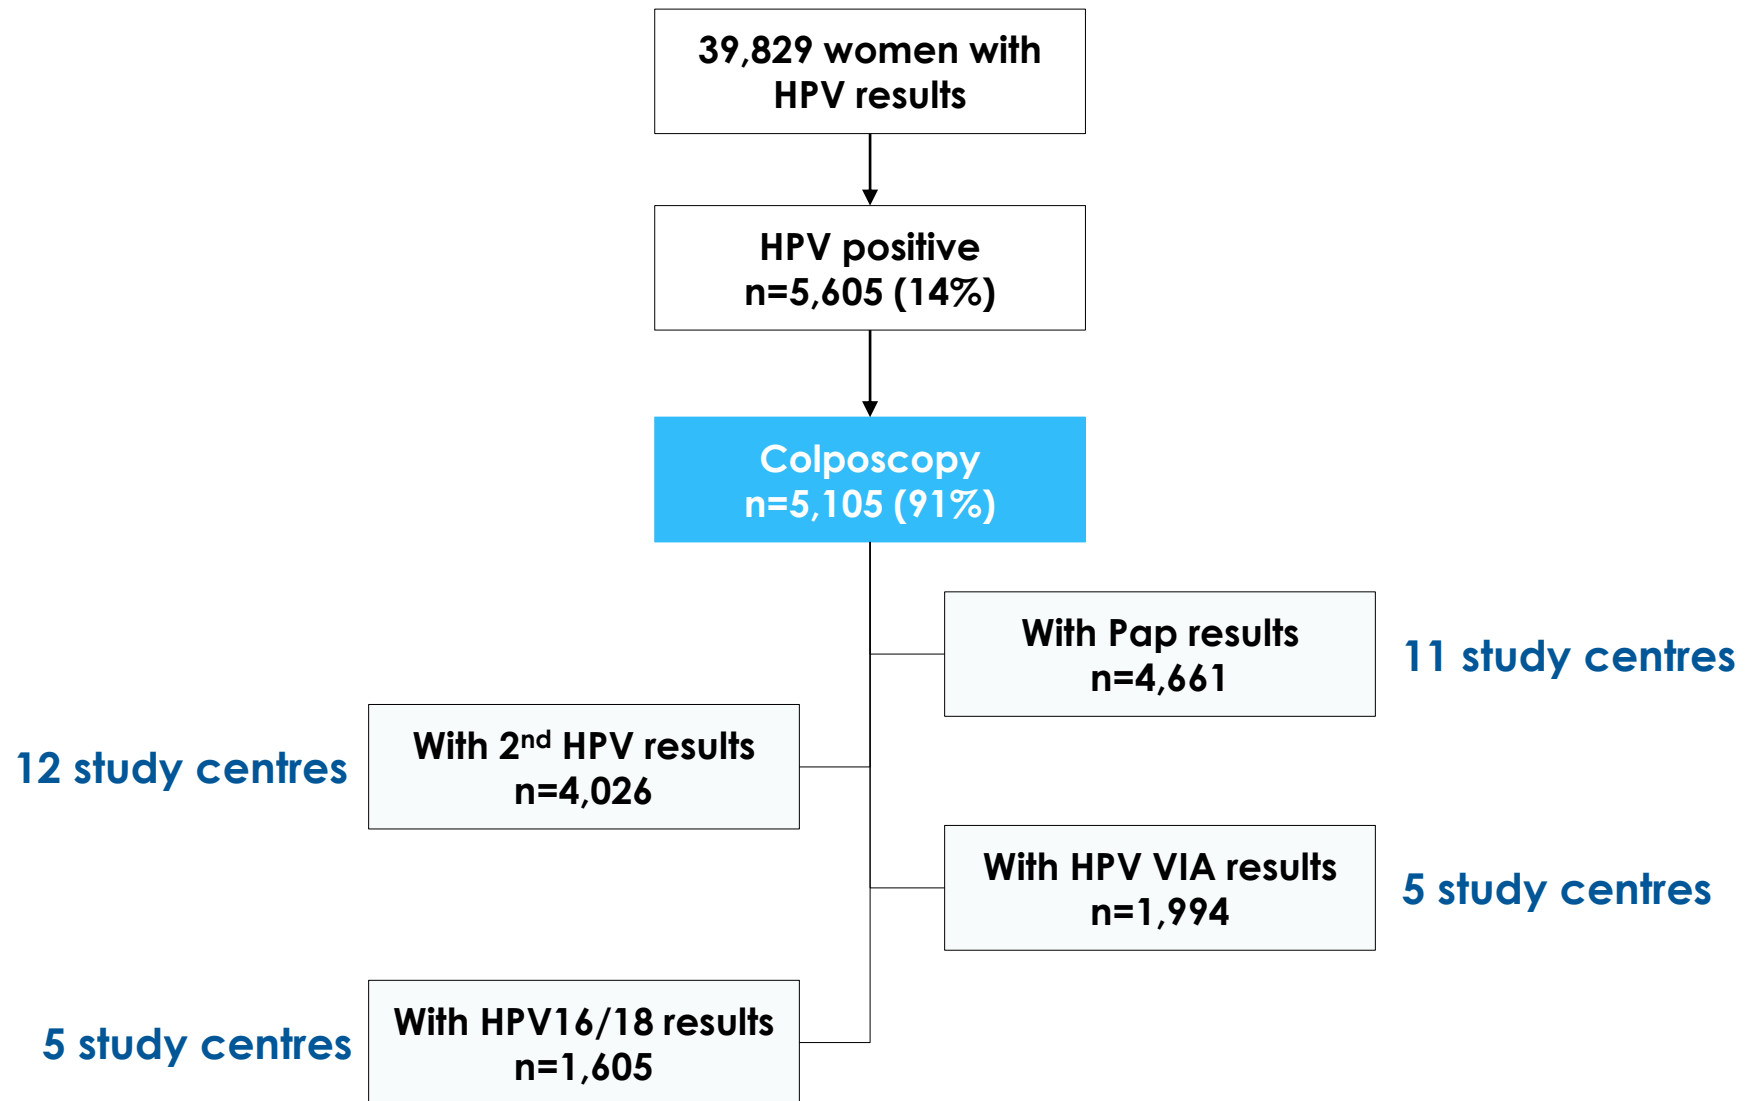 39,829 women with
HPV results
HPV positive
n=5,605 (14%)
Colposcopy
n=5,105 (91%)
With Pap results
n=4,661
11 study centres
12 study centres
With 2nd HPV results
n=4,026
With HPV VIA results
n=1,994
5 study centres
5 study centres
With HPV16/18 results
n=1,605